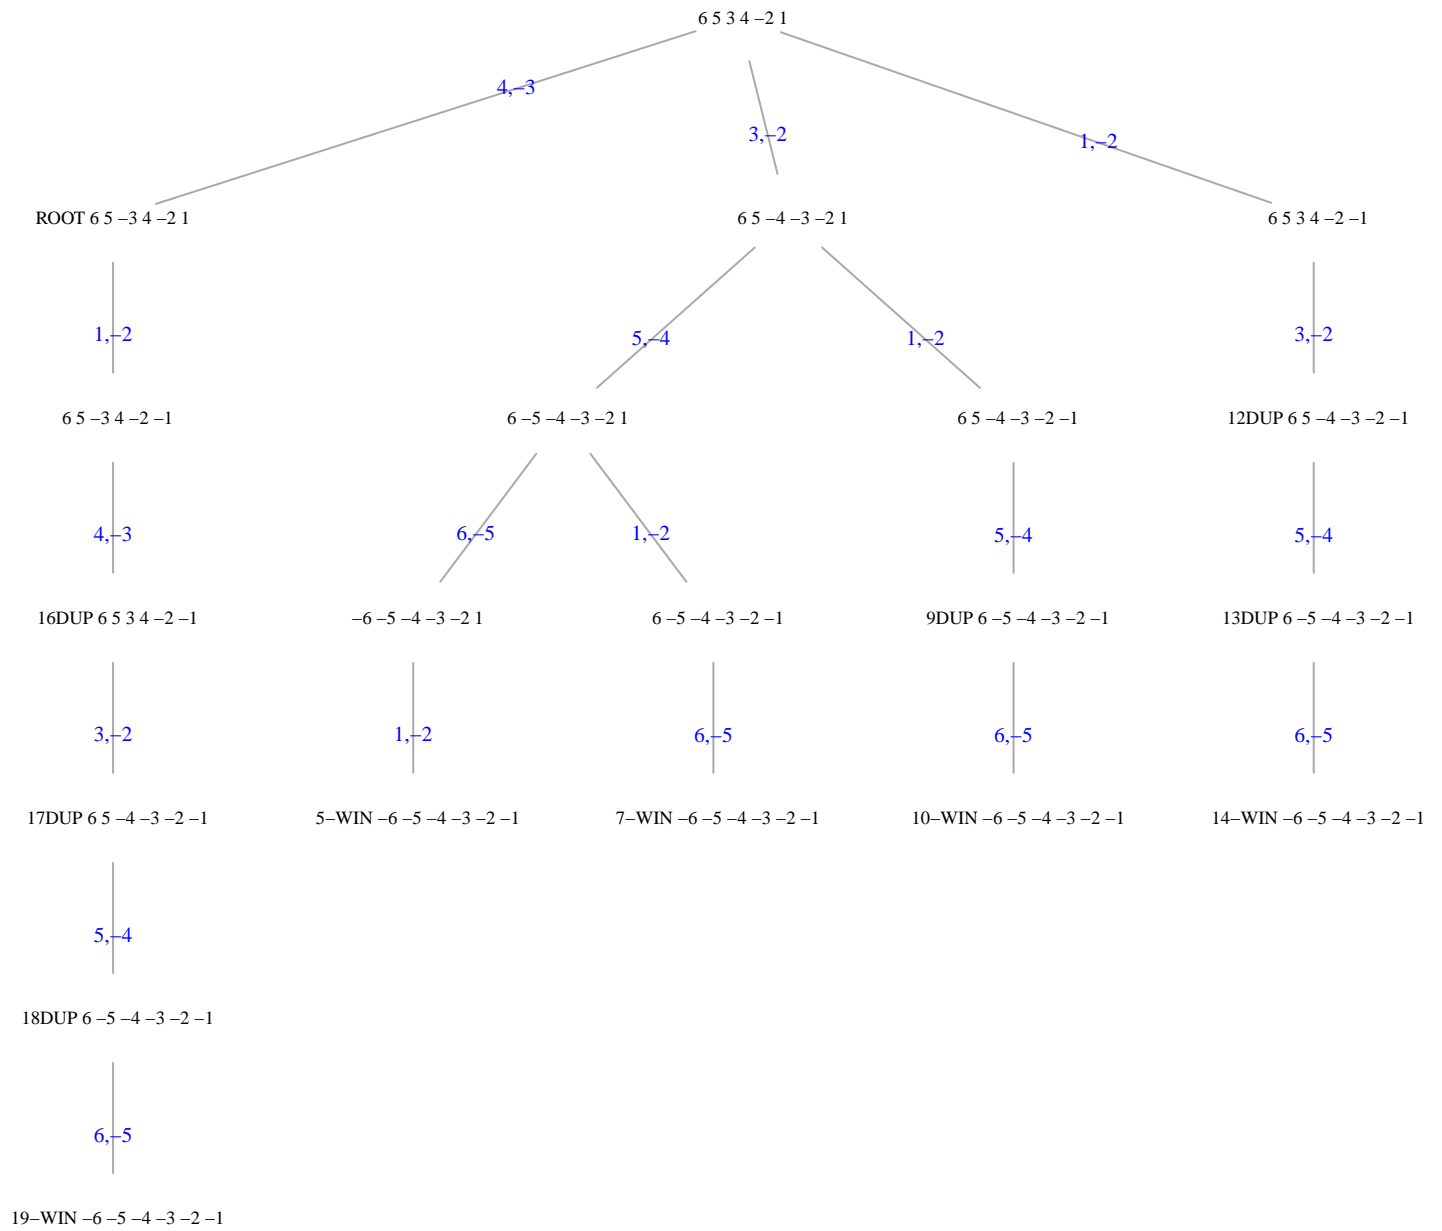 6 5 3 4 –2 1
4,–3
3,–2
1,–2
ROOT 6 5 –3 4 –2 1
6 5 –4 –3 –2 1
6 5 3 4 –2 –1
1,–2
5,–4
1,–2
3,–2
6 5 –3 4 –2 –1
6 –5 –4 –3 –2 1
6 5 –4 –3 –2 –1
12DUP 6 5 –4 –3 –2 –1
4,–3
6,–5
1,–2
5,–4
5,–4
16DUP 6 5 3 4 –2 –1
–6 –5 –4 –3 –2 1
6 –5 –4 –3 –2 –1
9DUP 6 –5 –4 –3 –2 –1
13DUP 6 –5 –4 –3 –2 –1
3,–2
1,–2
6,–5
6,–5
6,–5
17DUP 6 5 –4 –3 –2 –1
5–WIN –6 –5 –4 –3 –2 –1
7–WIN –6 –5 –4 –3 –2 –1
10–WIN –6 –5 –4 –3 –2 –1
14–WIN –6 –5 –4 –3 –2 –1
5,–4
18DUP 6 –5 –4 –3 –2 –1
6,–5
19–WIN –6 –5 –4 –3 –2 –1